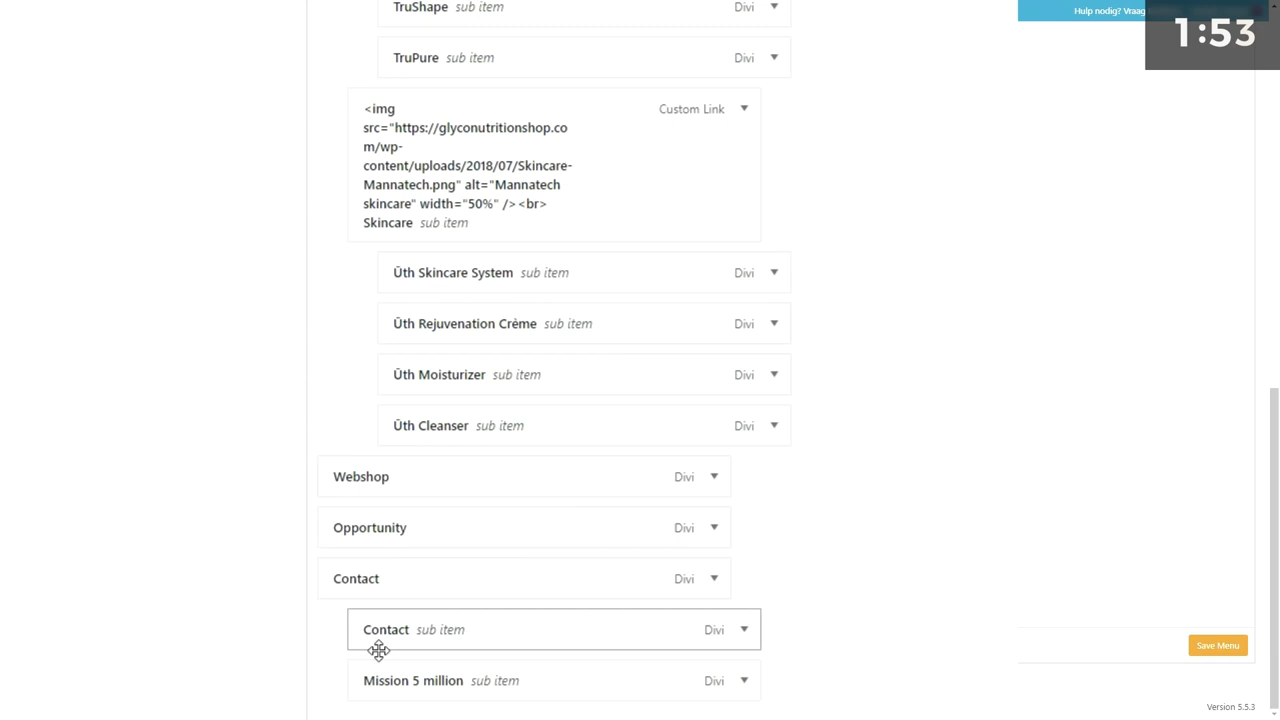 TruShape sub item Divi
Hulp nodig? Vraag
1:53
TruPure sub item Divi
<img Custom Link
src="https://glyconutritionshop.co
m/wp-
content/uploads/2018/07/Skincare-
Mannatech.png" alt="Mannatech
skincare" width="50%" /><br>
Skincare sub item
Ūth Skincare System sub item Divi
Ūth Rejuvenation Crème sub item Divi
Ūth Moisturizer sub item Divi
Ūth Cleanser sub item Divi
Webshop Divi
Opportunity Divi
Contact Divi
Contact sub item Divi
Save Menu
Mission 5 million sub item Divi
Version 5.5.3